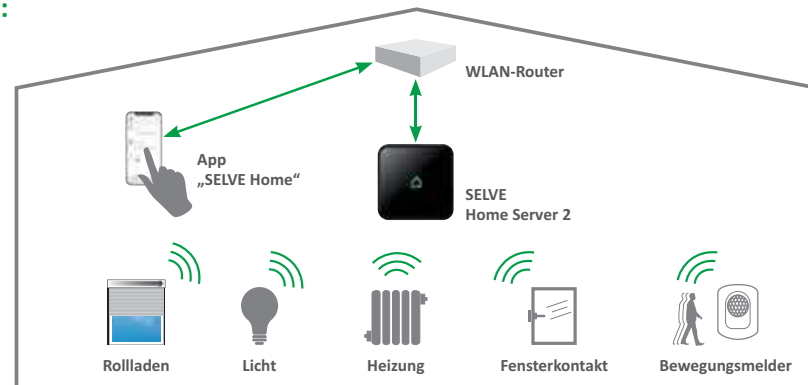 :
WLAN-Router
App
„SELVE Home“
SELVE
Home Server 2
Rollladen
Licht
Heizung
Fensterkontakt
Bewegungsmelder